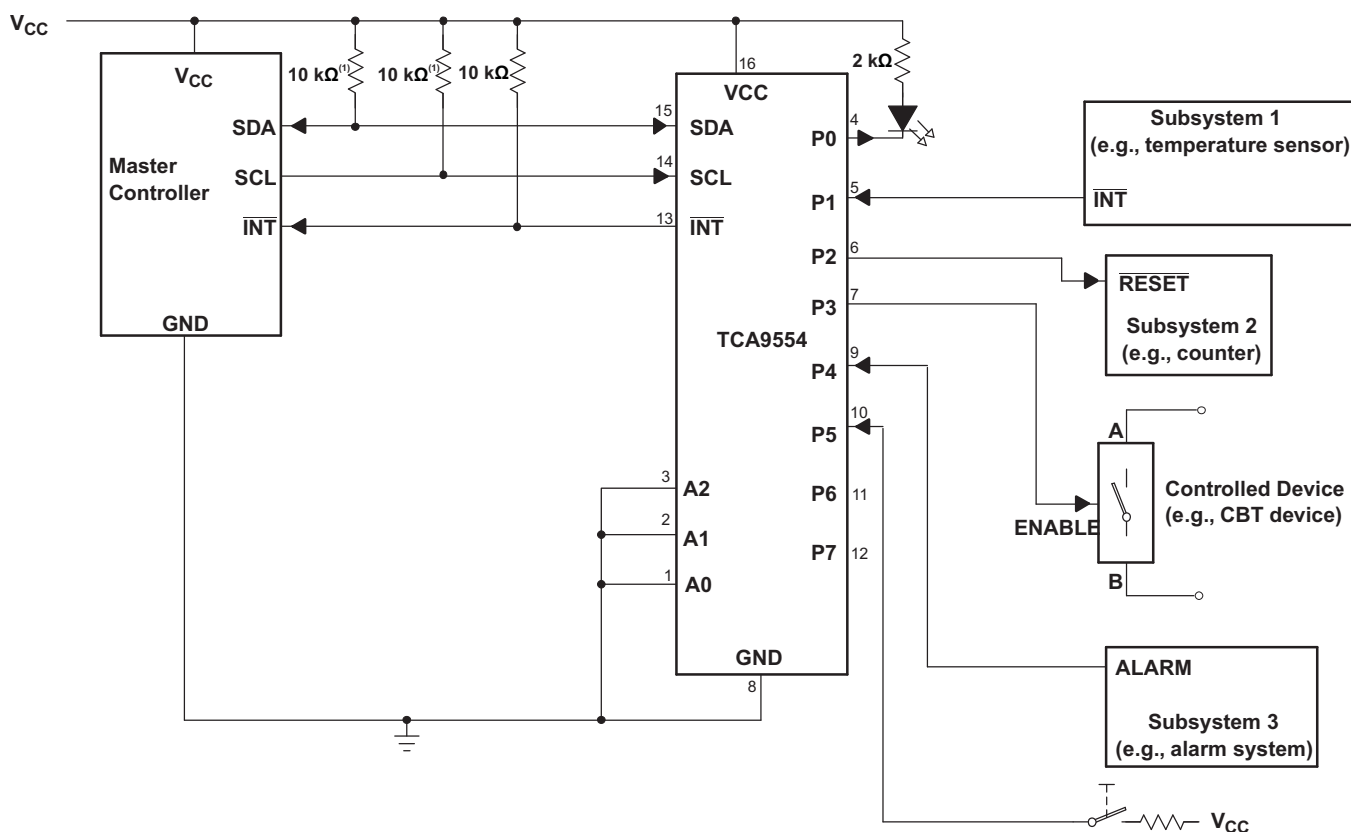 VCC
VCC
10 kΩ(1)
10 kΩ(1)
10 kΩ
SDA
Master
Controller
SCL
INT
GND
16
VCC
15
SDA
14
SCL
13
INT
TCA9554
3
A2
2
A1
1
A0
GND
8
P0
4
P1
5
P2
6
P3
7
P4
9
P5
10
P6
11
P7
12
2 kΩ
Subsystem 1
(e.g., temperature sensor)
INT
RESET
Subsystem 2
(e.g., counter)
A
ENABLE
B
Controlled Device
(e.g., CBT device)
ALARM
Subsystem 3
(e.g., alarm system)
VCC